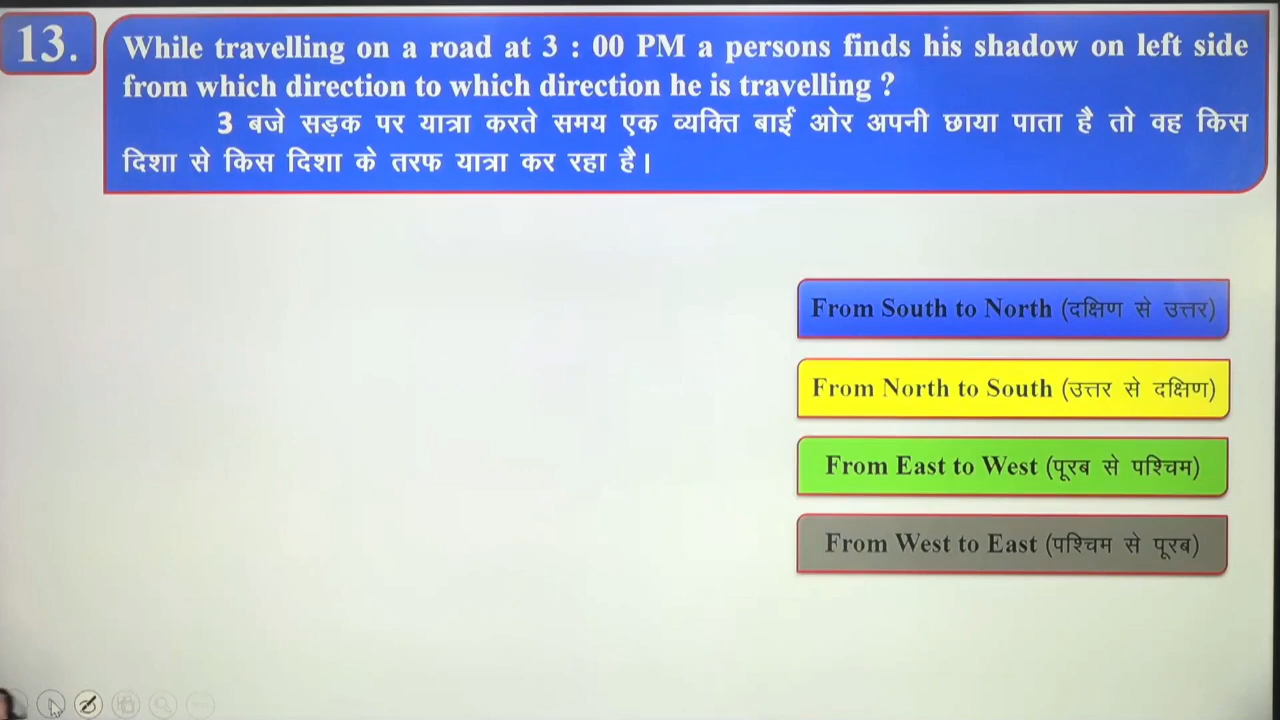 13.
While travelling on a road at 3 : 00 PM a persons finds his shadow on left side
from which direction to which direction he is travelling ?
3 बजे सड़क पर यात्रा करते समय एक व्यक्ति बाईं ओर अपनी छाया पाता है तो वह किस
दिशा से किस दिशा के तरफ यात्रा कर रहा है।
From South to North (दक्षिण से उत्तर)
From North to South (उत्तर से दक्षिण)
From East to West (पूरब से पश्चिम)
From West to East (पश्चिम से पूरब)